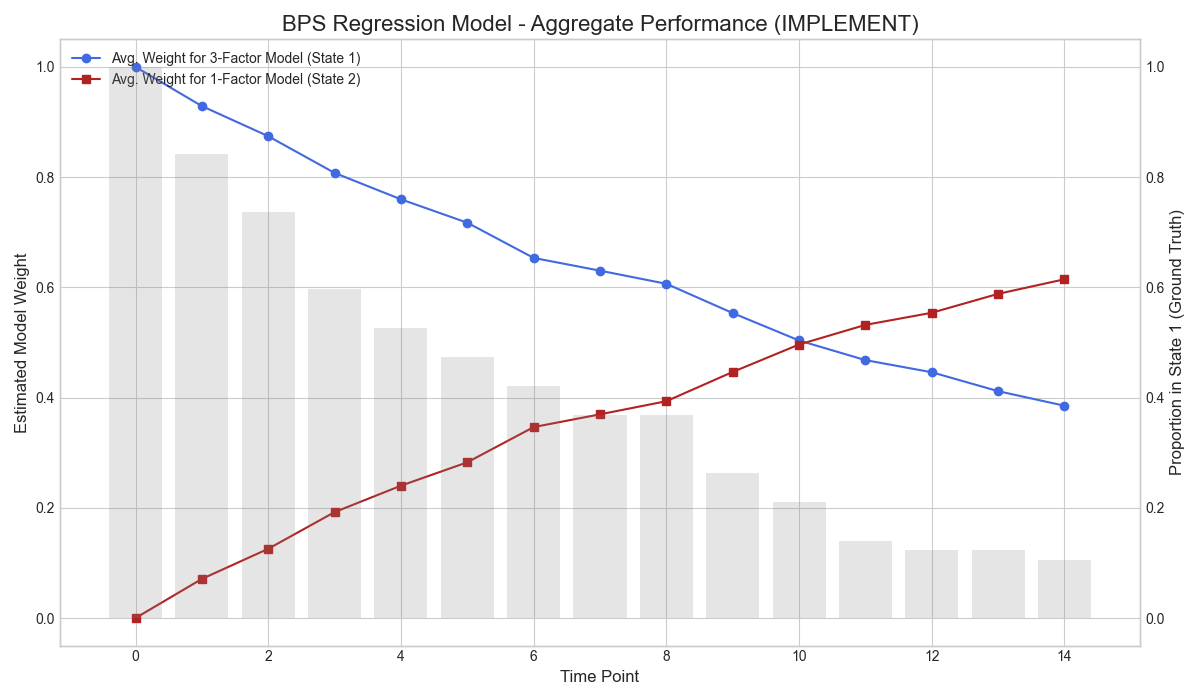 BPS Regression Model - Aggregate Performance (IMPLEMENT)
Avg. Weight for 3-Factor Model (State 1)
Avg. Weight for 1-Factor Model (State 2)
Estimated Model Weight
1.0
0.8
0.6
0.4
0.2
0.0
1.0
0.8
0.6
0.4
0.2
0.0
Proportion in State 1 (Ground Truth)
0 2 4 6 8 10 12 14
Time Point